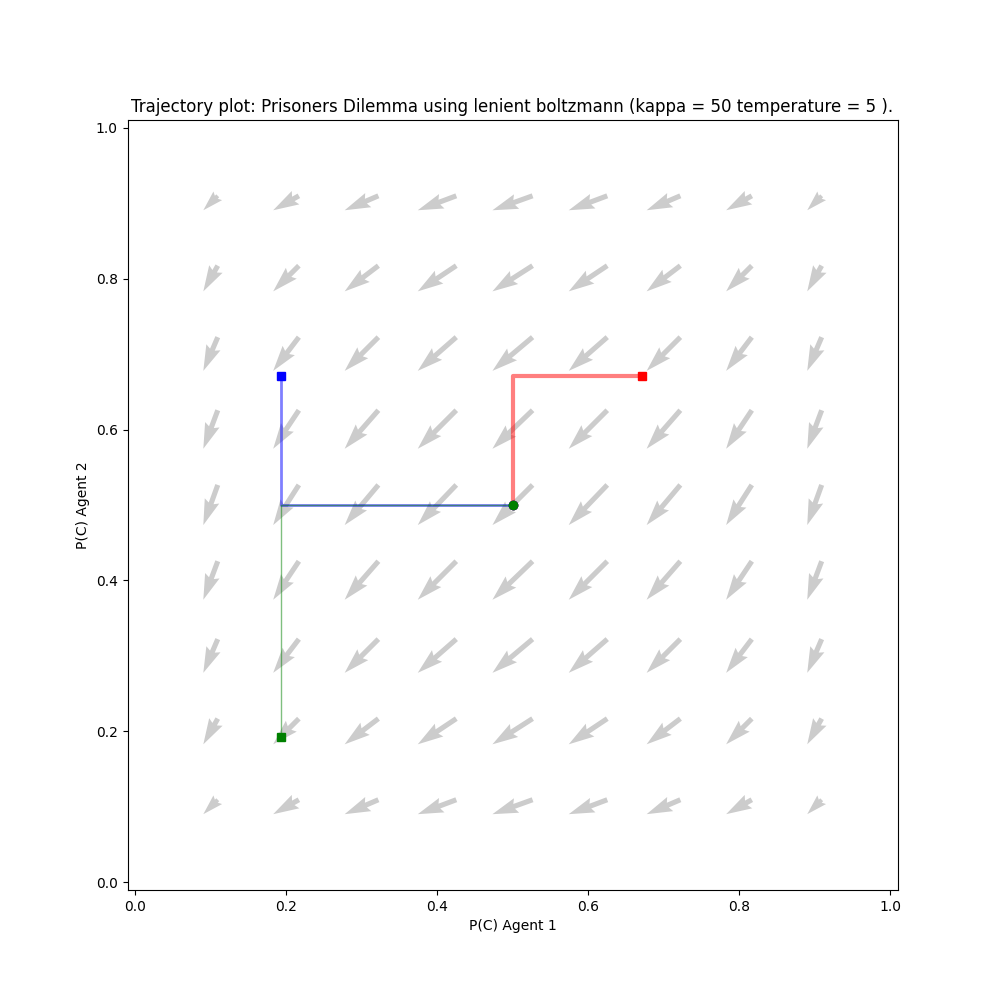 Trajectory plot: Prisoners Dilemma using lenient boltzmann (kappa = 50 temperature = 5 ).
1.0
0.8
0.6
0.4
0.2
0.0
P(C) Agent 2
0.0 0.2 0.4 0.6 0.8 1.0
P(C) Agent 1